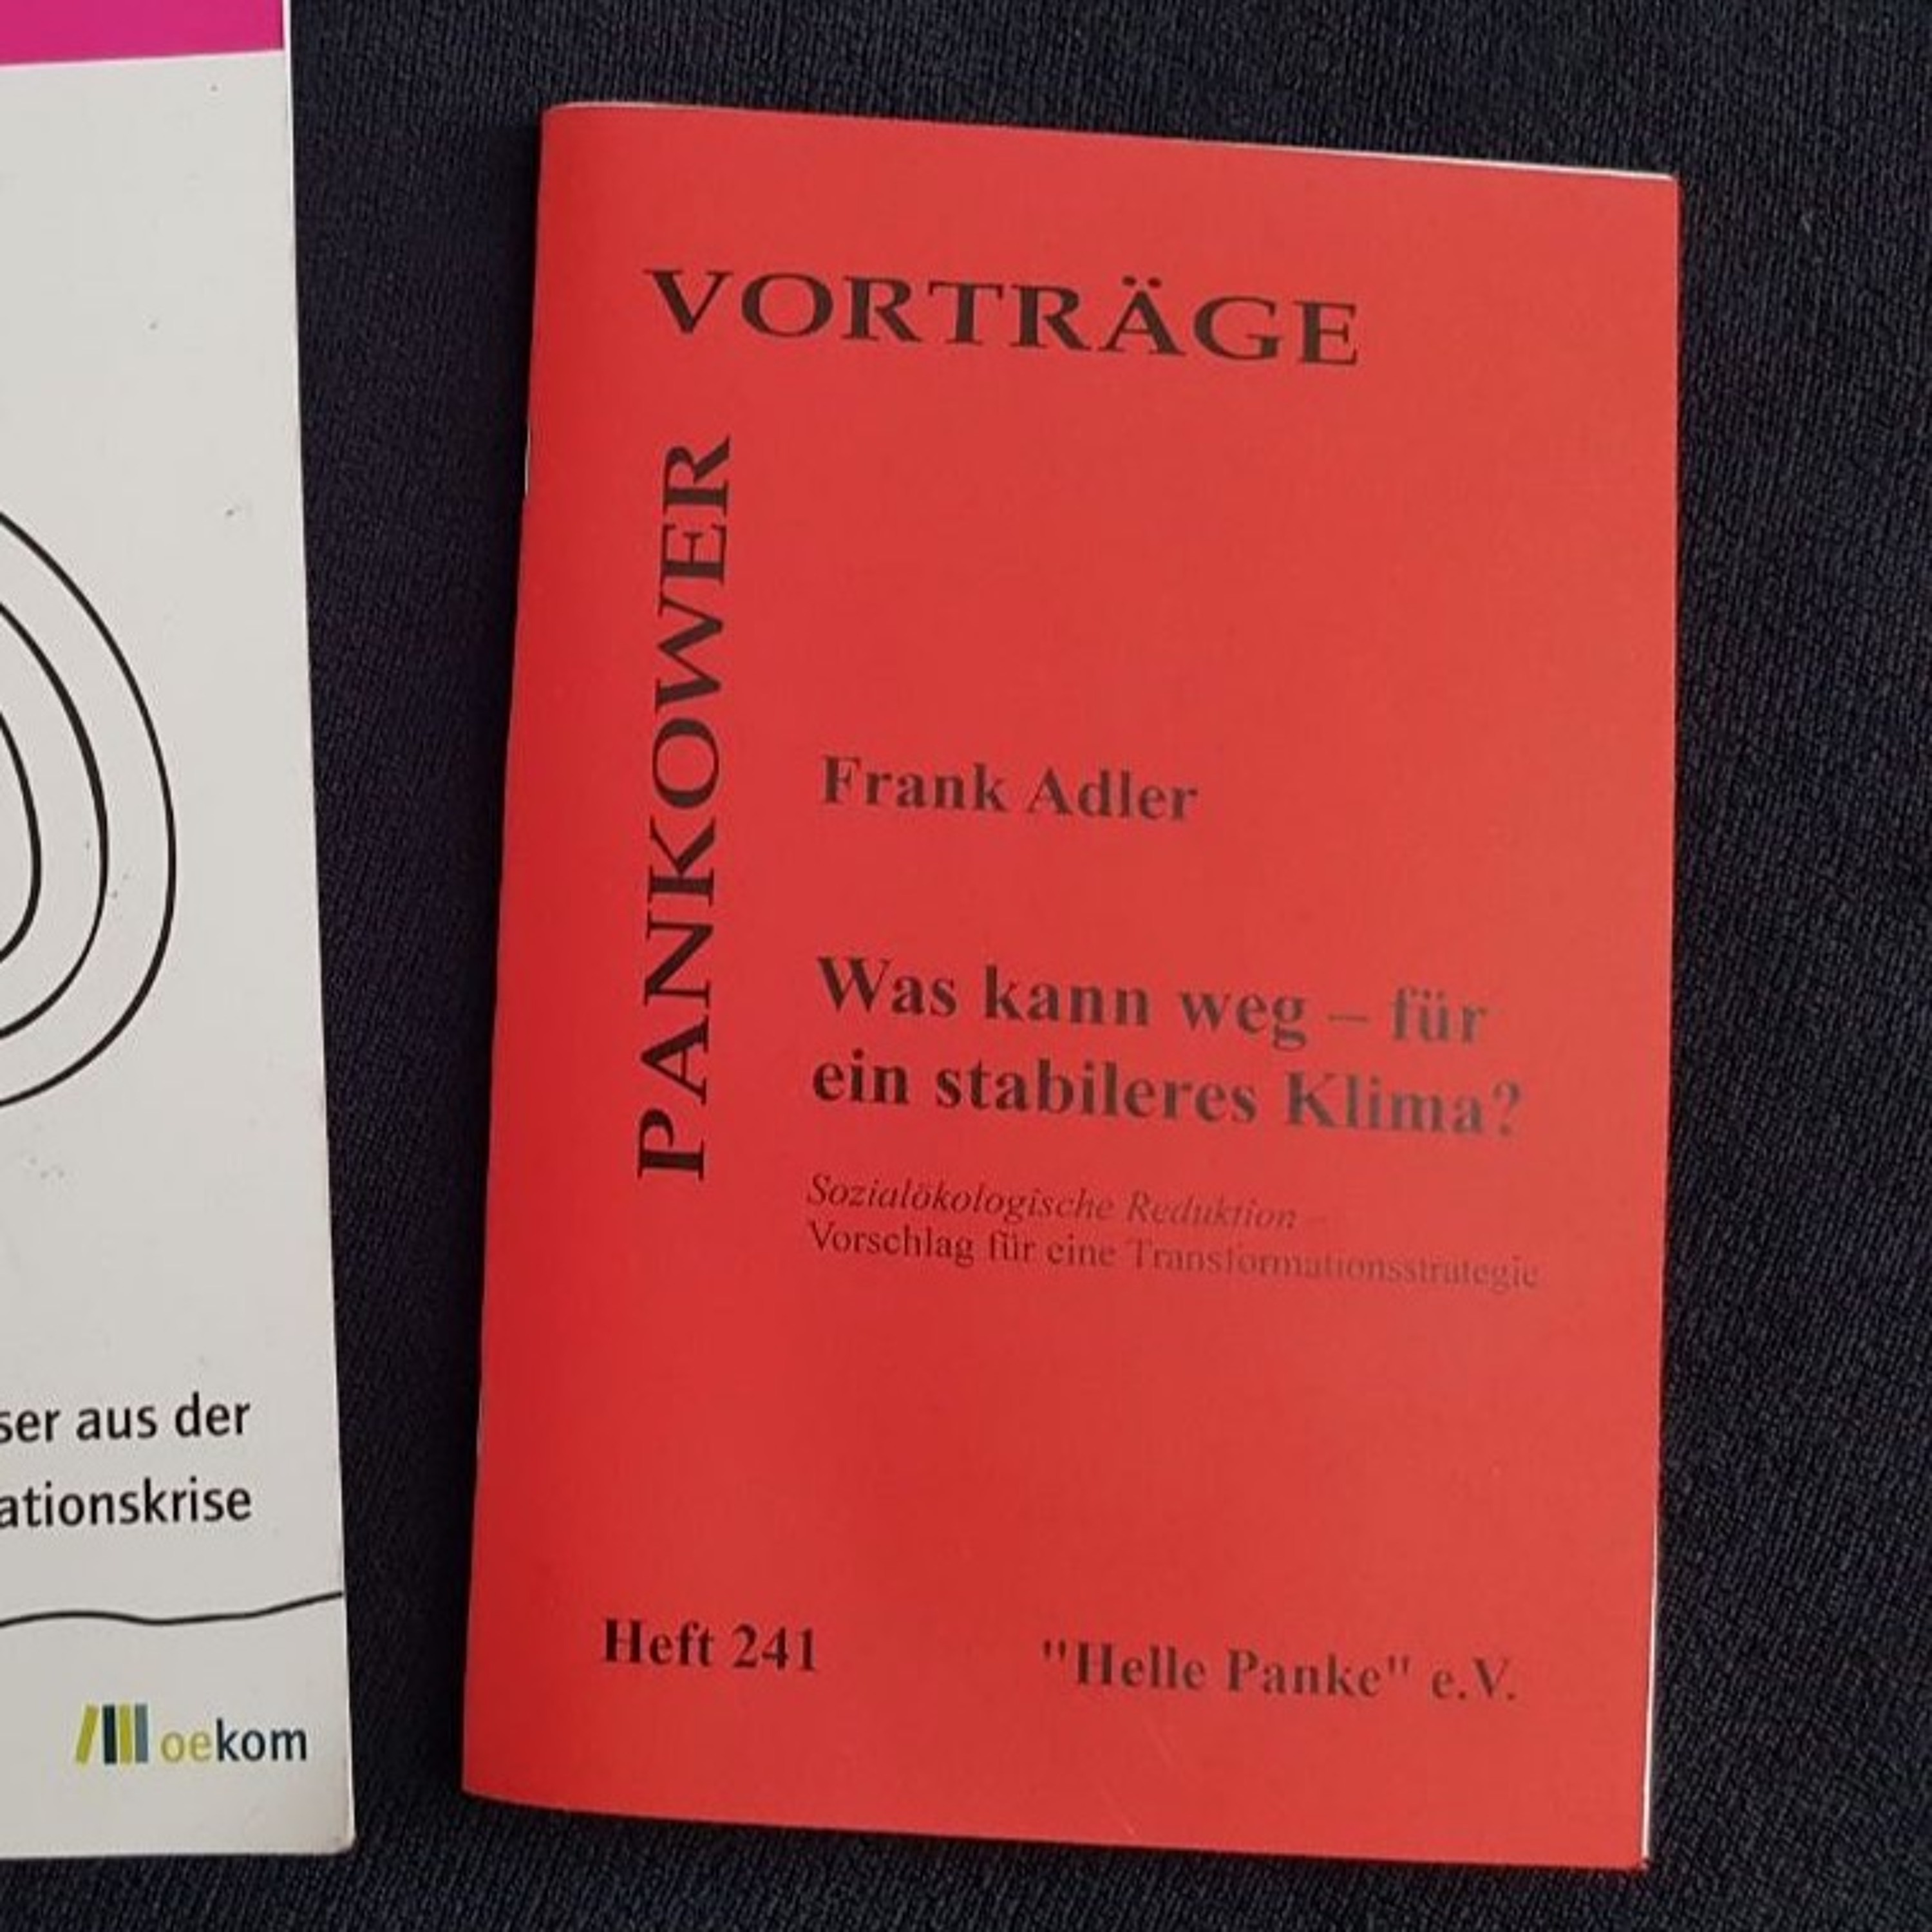 VORTRÄGE
PANKOWER
Frank Adler
Was kann weg – für
ein stabileres Klima?
Sozialökologische Reduktion –
Vorschlag für eine Transformationsstrategie
Heft 241
"Helle Panke" e.V.
ser aus der
ationskrise
oekom